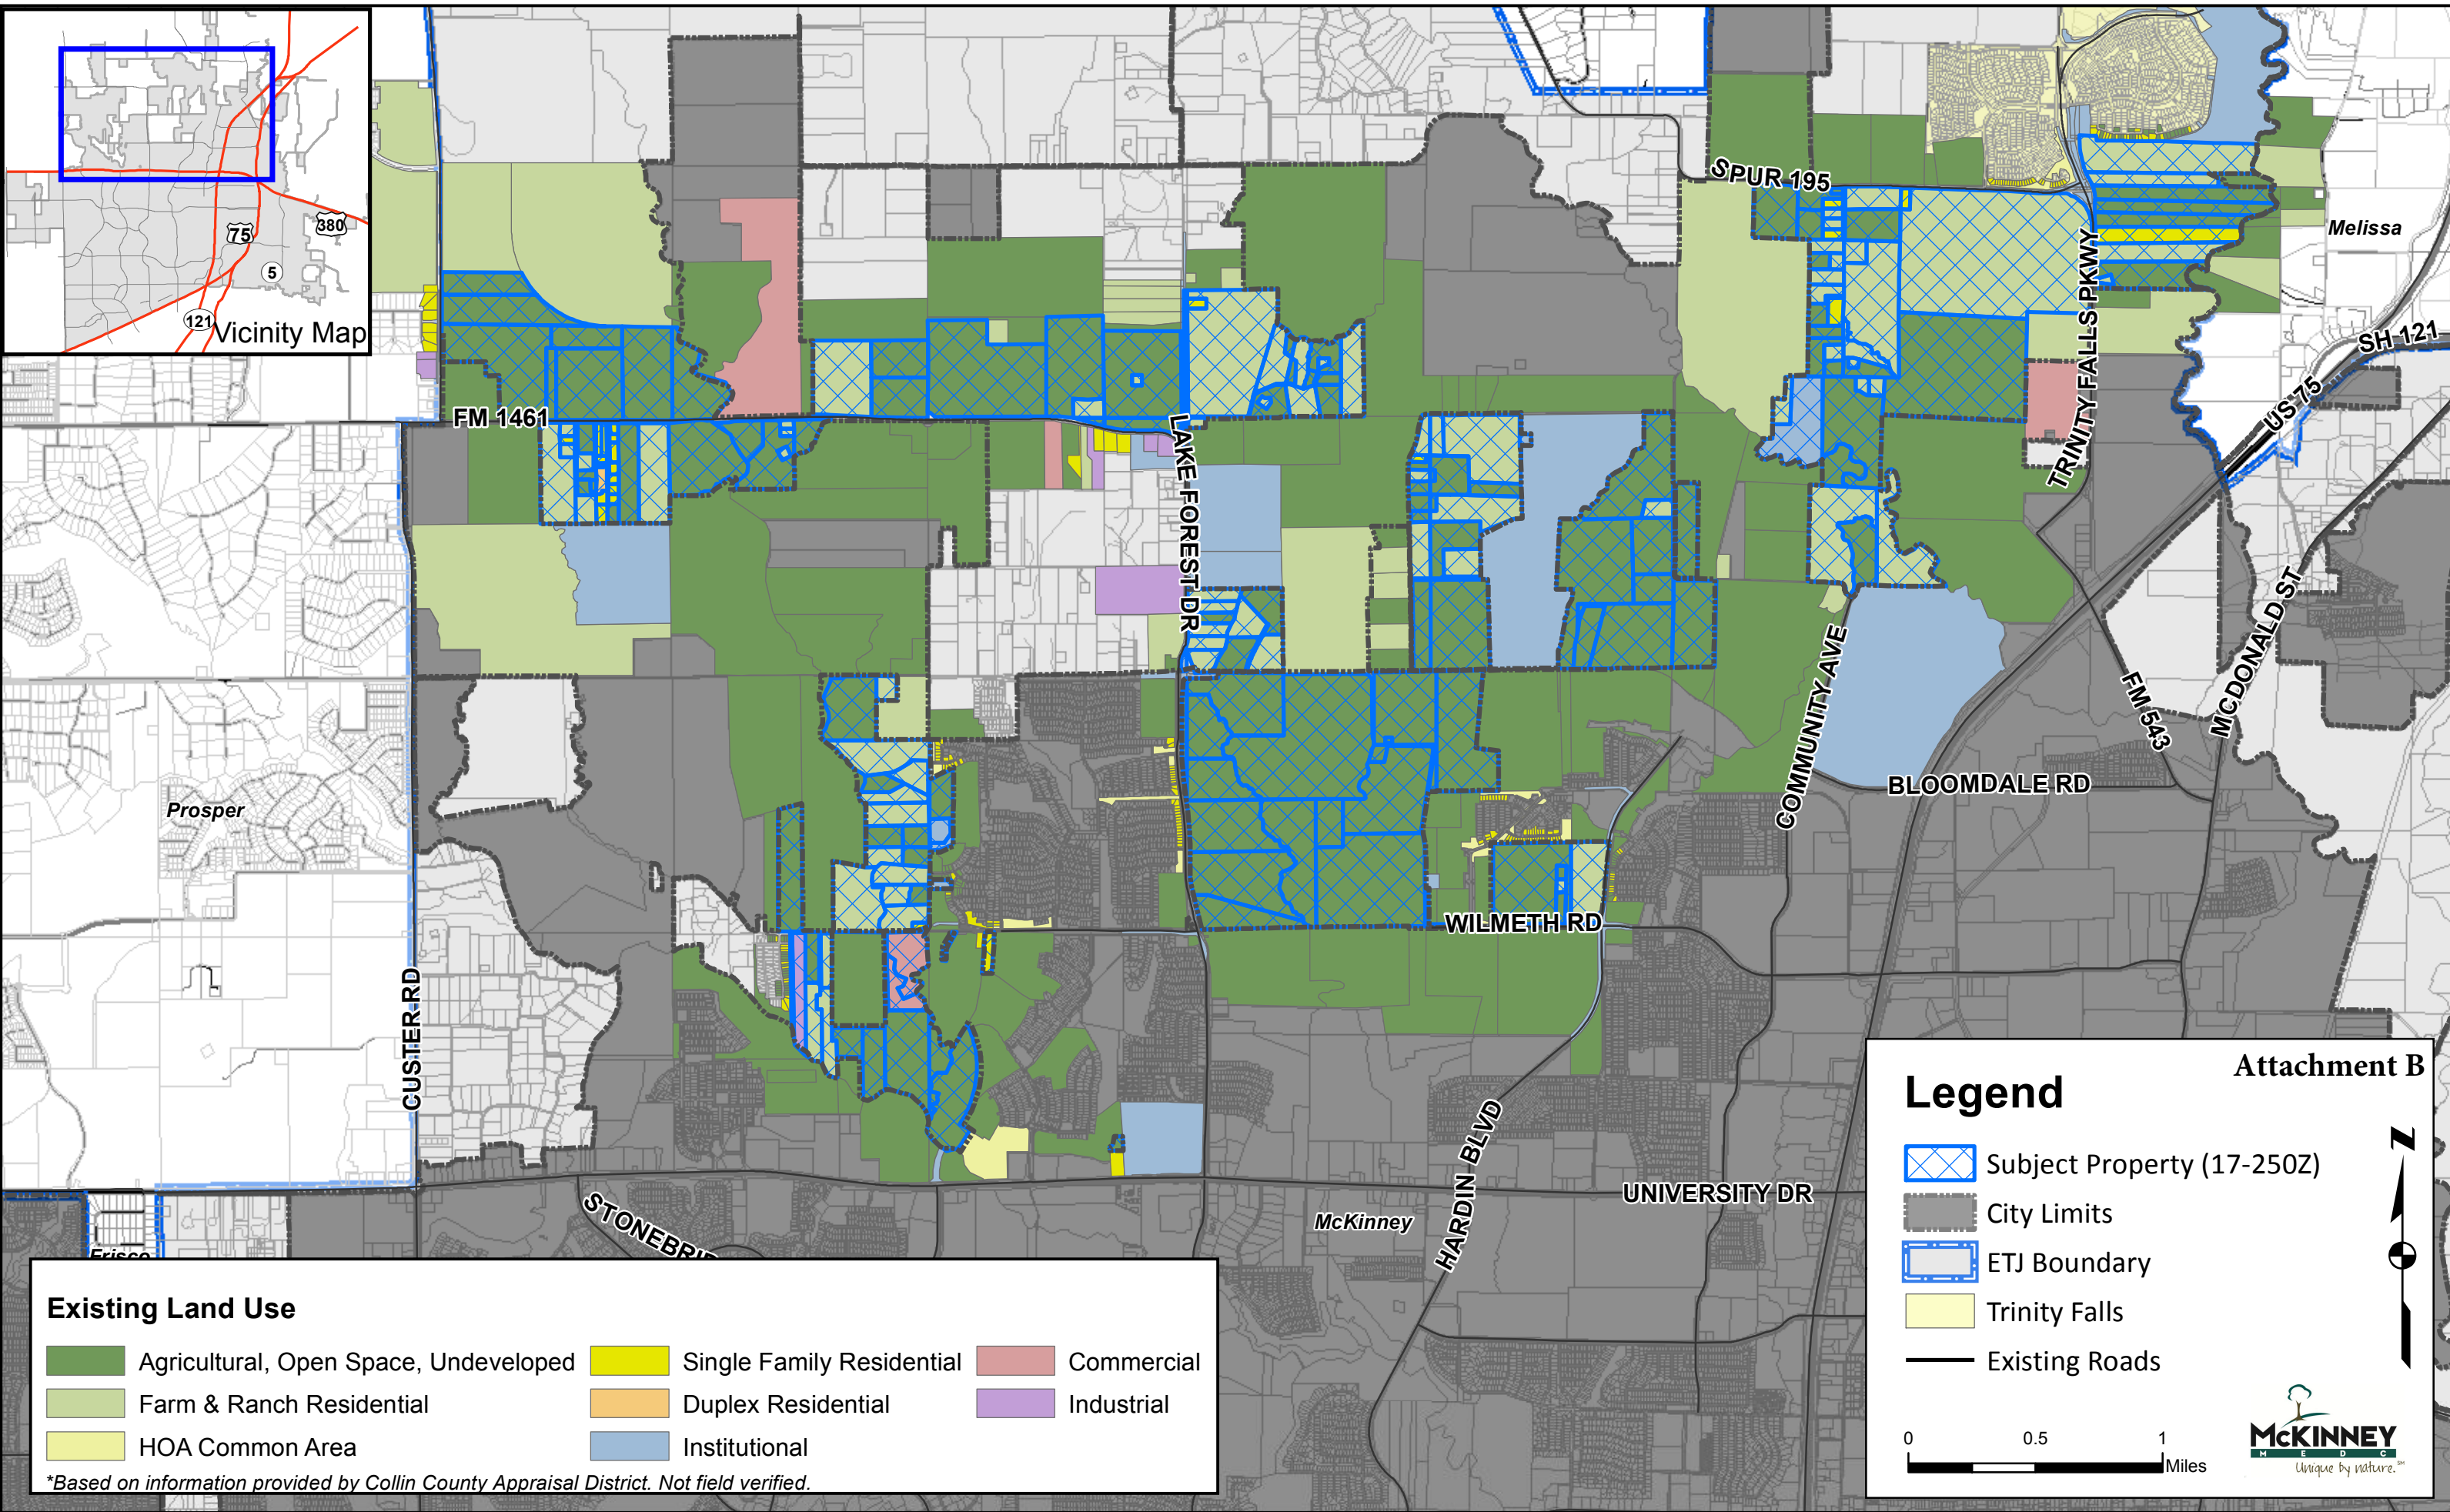 75
380
5
121
Vicinity Map
SPUR 195
Melissa
TRINITY FALLS PKWY
SH 121
US 75
FM 1461
LAKE FOREST DR
COMMUNITY AVE
FM 543
MCDONALD ST
BLOOMDALE RD
Prosper
WILMETH RD
CUSTER RD
HARDIN BLVD
UNIVERSITY DR
McKinney
Frisco
Attachment B
Legend
Subject Property (17-250Z)
City Limits
ETJ Boundary
Trinity Falls
Existing Roads
0 0.5 1
Miles
N
McKINNEY
MEDC
Unique by nature.℠
Existing Land Use
Agricultural, Open Space, Undeveloped
Single Family Residential
Commercial
Farm & Ranch Residential
Duplex Residential
Industrial
HOA Common Area
Institutional
*Based on information provided by Collin County Appraisal District. Not field verified.